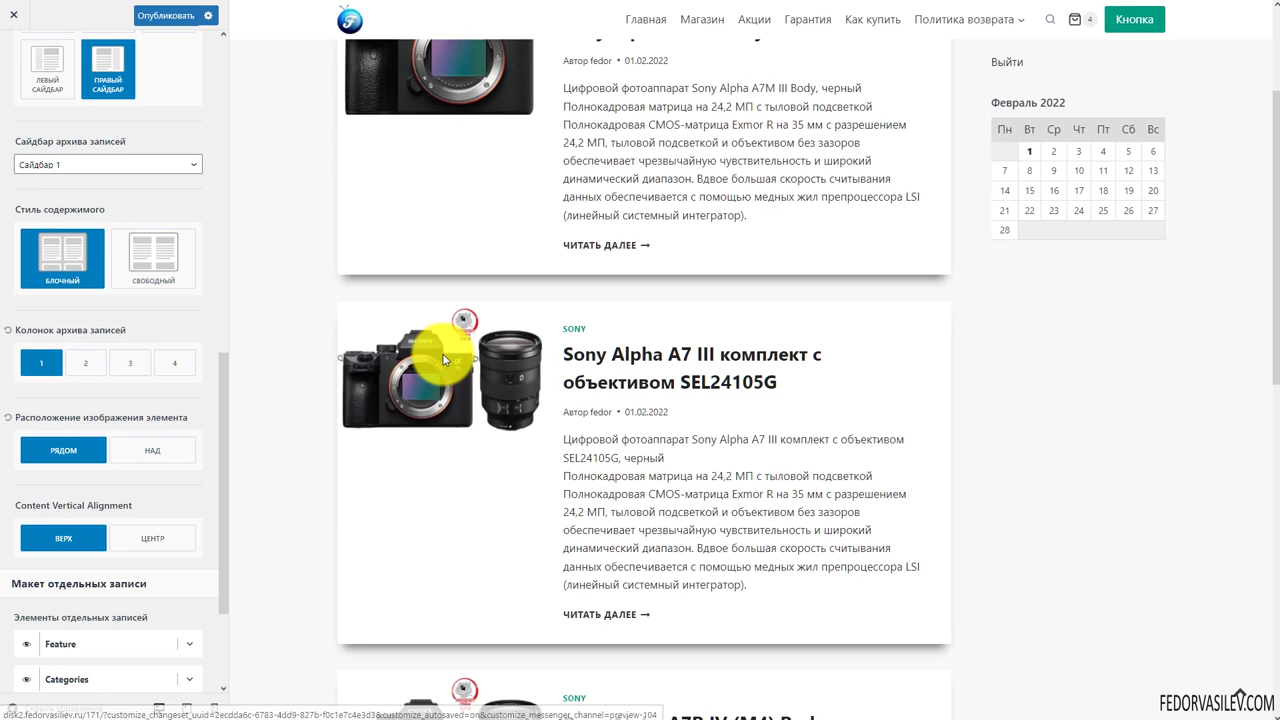 Опубликовать
ЛЕВЫЙ САЙДБАР
ПРАВЫЙ САЙДБАР
Сайдбар архива записей
Сайдбар 1
Стиль содержимого
БЛОЧНЫЙ
СВОБОДНЫЙ
Колонок архива записей
1 2 3 4
Расположение изображения элемента
РЯДОМ НАД
Content Vertical Alignment
ВЕРХ ЦЕНТР
Макет отдельных записи
Элементы отдельных записей
Feature
Categories
Главная Магазин Акции Гарантия Как купить Политика возврата 4 Кнопка
Автор fedor • 01.02.2022
Цифровой фотоаппарат Sony Alpha A7M III Body, черный
Полнокадровая матрица на 24,2 МП с тыловой подсветкой
Полнокадровая CMOS-матрица Exmor R на 35 мм с разрешением
24,2 МП, тыловой подсветкой и объективом без зазоров
обеспечивает чрезвычайную чувствительность и широкий
динамический диапазон. Вдвое большая скорость считывания
данных обеспечивается с помощью медных жил препроцессора LSI
(линейный системный интегратор).
ЧИТАТЬ ДАЛЕЕ →
SONY
Sony Alpha A7 III комплект с
объективом SEL24105G
Автор fedor • 01.02.2022
Цифровой фотоаппарат Sony Alpha A7 III комплект с объективом
SEL24105G, черный
Полнокадровая матрица на 24,2 МП с тыловой подсветкой
Полнокадровая CMOS-матрица Exmor R на 35 мм с разрешением
24,2 МП, тыловой подсветкой и объективом без зазоров
обеспечивает чрезвычайную чувствительность и широкий
динамический диапазон. Вдвое большая скорость считывания
данных обеспечивается с помощью медных жил препроцессора LSI
(линейный системный интегратор).
ЧИТАТЬ ДАЛЕЕ →
SONY
Выйти
Февраль 2022
Пн Вт Ср Чт Пт Сб Вс
1 2 3 4 5 6
7 8 9 10 11 12 13
14 15 16 17 18 19 20
21 22 23 24 25 26 27
28
FEDORVASILEV.COM